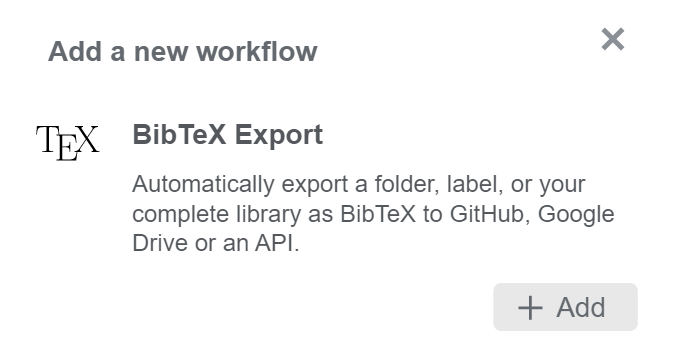 Add a new workflow
TEX
BibTeX Export
Automatically export a folder, label, or your
complete library as BibTeX to GitHub, Google
Drive or an API.
+ Add